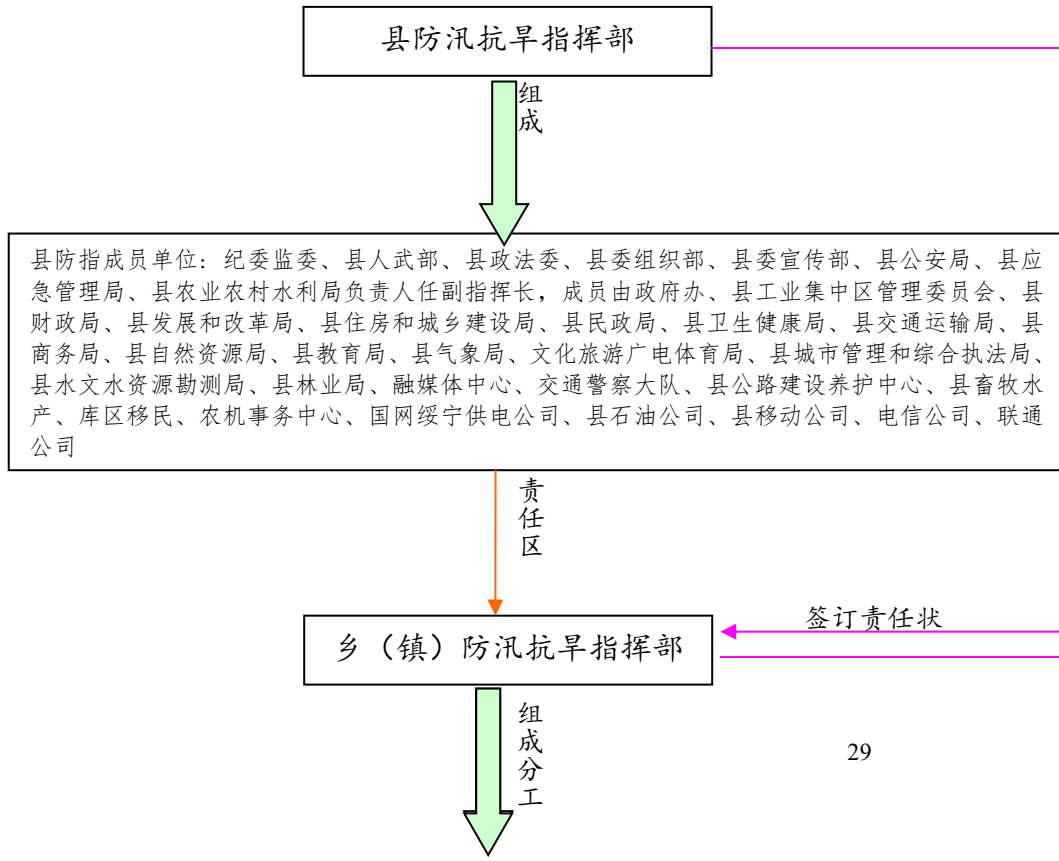 县防汛抗旱指挥部
组成
县防指成员单位：纪委监委、县人武部、县政法委、县委组织部、县委宣传部、县公安局、县应
急管理局、县农业农村水利局负责人任副指挥长，成员由政府办、县工业集中区管理委员会、县
财政局、县发展和改革局、县住房和城乡建设局、县民政局、县卫生健康局、县交通运输局、县
商务局、县自然资源局、县教育局、县气象局、文化旅游广电体育局、县城市管理和综合执法局、
县水文水资源勘测局、县林业局、融媒体中心、交通警察大队、县公路建设养护中心、县畜牧水
产、库区移民、农机事务中心、国网绥宁供电公司、县石油公司、县移动公司、电信公司、联通
公司
责任区
签订责任状
乡（镇）防汛抗旱指挥部
组成分工
29